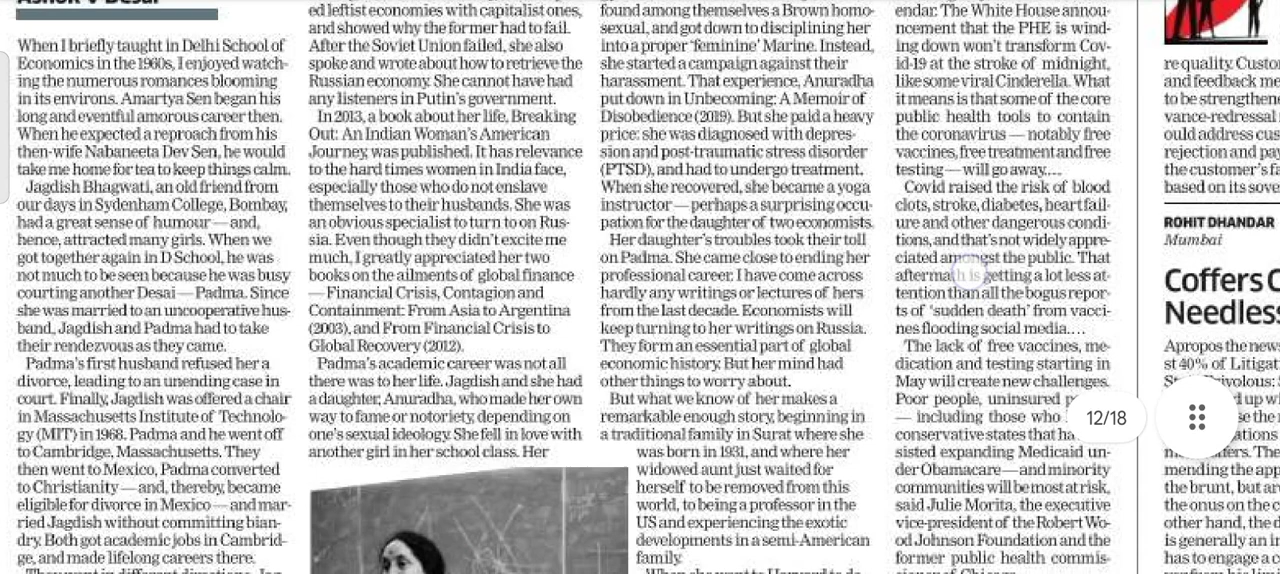 Ashok V Desai
When I briefly taught in Delhi School of
Economics in the 1960s, I enjoyed watch-
ing the numerous romances blooming
in its environs. Amartya Sen began his
long and eventful amorous career then.
When he expected a reproach from his
then-wife Nabaneeta Dev Sen, he would
take me home for tea to keep things calm.
Jagdish Bhagwati, an old friend from
our days in Sydenham College, Bombay,
had a great sense of humour — and,
hence, attracted many girls. When we
got together again in D School, he was
not much to be seen because he was busy
courting another Desai — Padma. Since
she was married to an uncooperative hus-
band, Jagdish and Padma had to take
their rendezvous as they came.
Padma's first husband refused her a
divorce, leading to an unending case in
court. Finally, Jagdish was offered a chair
in Massachusetts Institute of Technolo-
gy (MIT) in 1968. Padma and he went off
to Cambridge, Massachusetts. They
then went to Mexico, Padma converted
to Christianity — and, thereby, became
eligible for divorce in Mexico — and mar-
ried Jagdish without committing bian-
dry. Both got academic jobs in Cambrid-
ge, and made lifelong careers there.
They went in different directions. Jag-
ed leftist economies with capitalist ones,
and showed why the former had to fail.
After the Soviet Union failed, she also
spoke and wrote about how to retrieve the
Russian economy. She cannot have had
any listeners in Putin's government.
In 2013, a book about her life, Breaking
Out: An Indian Woman's American
Journey, was published. It has relevance
to the hard times women in India face,
especially those who do not enslave
themselves to their husbands. She was
an obvious specialist to turn to on Rus-
sia. Even though they didn't excite me
much, I greatly appreciated her two
books on the ailments of global finance
— Financial Crisis, Contagion and
Containment: From Asia to Argentina
(2003), and From Financial Crisis to
Global Recovery (2012).
Padma's academic career was not all
there was to her life. Jagdish and she had
a daughter, Anuradha, who made her own
way to fame or notoriety, depending on
one's sexual ideology. She fell in love with
another girl in her school class. Her
found among themselves a Brown homo-
sexual, and got down to disciplining her
into a proper 'feminine' Marine. Instead,
she started a campaign against their
harassment. That experience, Anuradha
put down in Unbecoming: A Memoir of
Disobedience (2019). But she paid a heavy
price: she was diagnosed with depres-
sion and post-traumatic stress disorder
(PTSD), and had to undergo treatment.
When she recovered, she became a yoga
instructor — perhaps a surprising occu-
pation for the daughter of two economists.
Her daughter's troubles took their toll
on Padma. She came close to ending her
professional career. I have come across
hardly any writings or lectures of hers
from the last decade. Economists will
keep turning to her writings on Russia.
They form an essential part of global
economic history. But her mind had
other things to worry about.
But what we know of her makes a
remarkable enough story, beginning in
a traditional family in Surat where she
was born in 1931, and where her
widowed aunt just waited for
herself to be removed from this
world, to being a professor in the
US and experiencing the exotic
developments in a semi-American
family.
endar. The White House annou-
ncement that the PHE is wind-
ing down won't transform Cov-
id-19 at the stroke of midnight,
like some viral Cinderella. What
it means is that some of the core
public health tools to contain
the coronavirus — notably free
vaccines, free treatment and free
testing — will go away....
Covid raised the risk of blood
clots, stroke, diabetes, heart fail-
ure and other dangerous condi-
tions, and that's not widely appre-
ciated amongst the public. That
aftermath is getting a lot less at-
tention than all the bogus repor-
ts of 'sudden death' from vacci-
nes flooding social media....
The lack of free vaccines, me-
dication and testing starting in
May will create new challenges.
Poor people, uninsured
— including those who
conservative states that
sisted expanding Medicaid un-
der Obamacare — and minority
communities will be most at risk,
said Julie Morita, the executive
vice-president of the Robert Wo-
od Johnson Foundation and the
former public health commis-
sioner of Chicago
12/18
re quality. Custo
and feedback me
to be strengthen
vance-redressal
ould address cus
rejection and pay
the customer's fa
based on its sove
ROHIT DHANDAR
Mumbai
Coffers C
Needless
Apropos the news
st 40% of Litigat
mending the app
the brunt, but are
the onus on the c
other hand, the d
is generally an in
has to engage a c